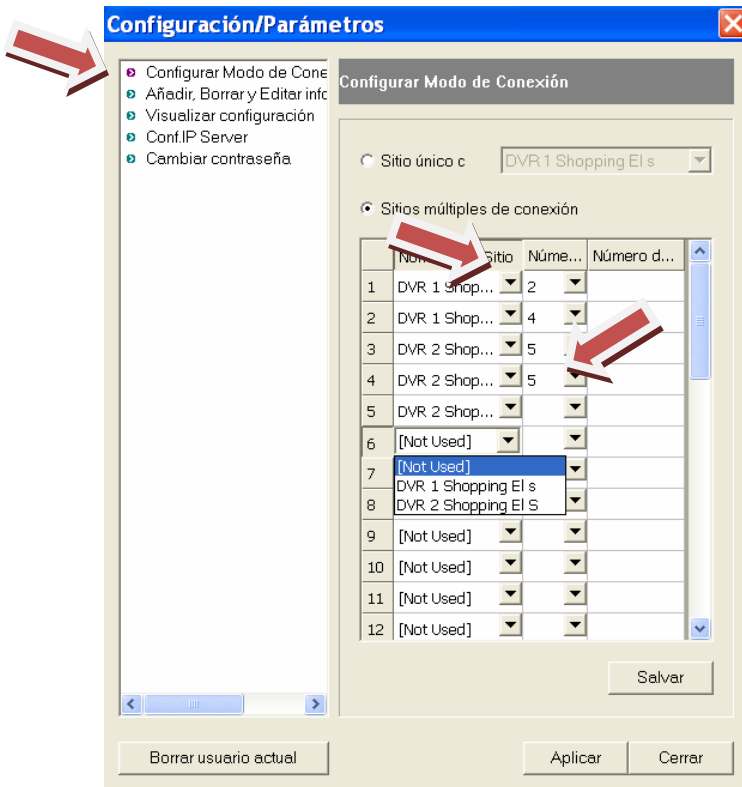 Configuración/Parámetros
Configurar Modo de Cone
Añadir, Borrar y Editar info
Visualizar configuración
Conf.IP Server
Cambiar contraseña
Configurar Modo de Conexión
Sitio único c DVR 1 Shopping El s
Sitios múltiples de conexión
Sitio Núme... Número d...
1 DVR 1 Shop... 2
2 DVR 1 Shop... 4
3 DVR 2 Shop... 5
4 DVR 2 Shop... 5
5 DVR 2 Shop...
6 [Not Used]
7 [Not Used]
DVR 1 Shopping El s
8 DVR 2 Shopping El S
9 [Not Used]
10 [Not Used]
11 [Not Used]
12 [Not Used]
Salvar
Borrar usuario actual Aplicar Cerrar